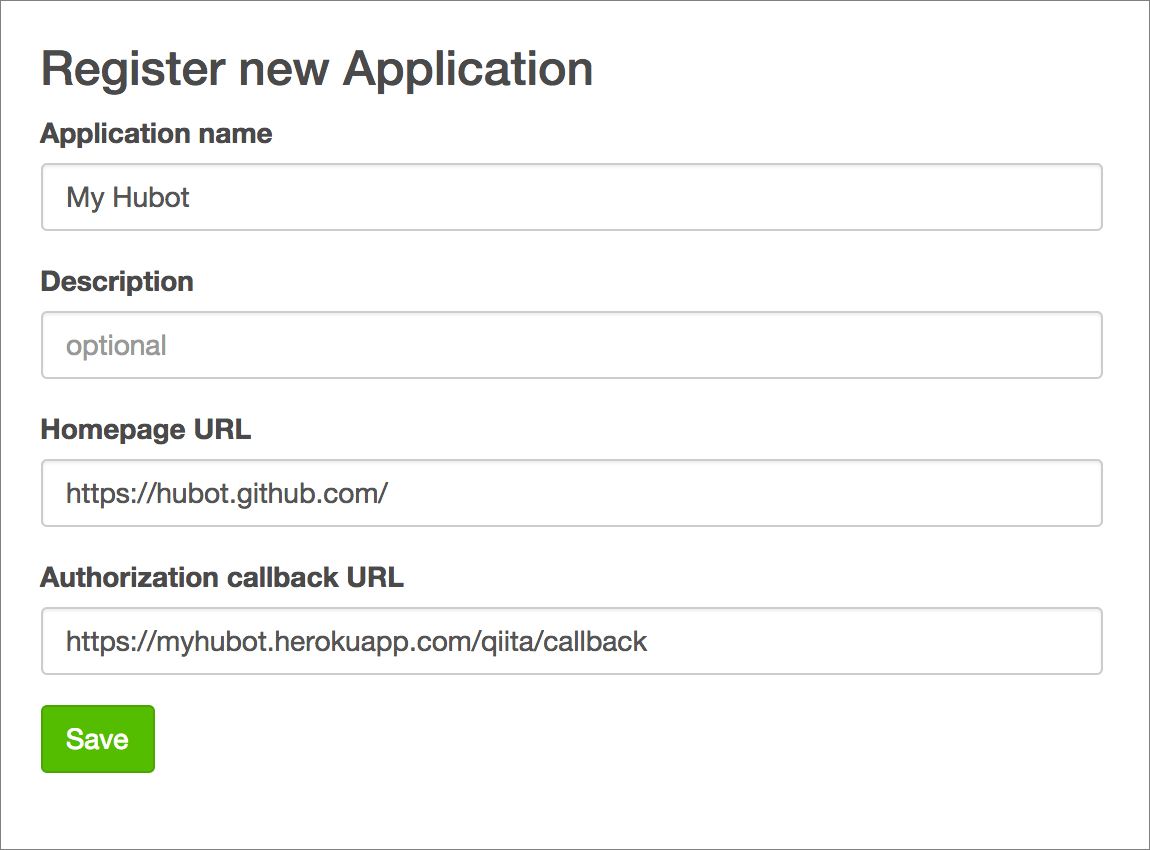 Register new Application
Application name
My Hubot
Description
optional
Homepage URL
https://hubot.github.com/
Authorization callback URL
https://myhubot.herokuapp.com/qiita/callback
Save